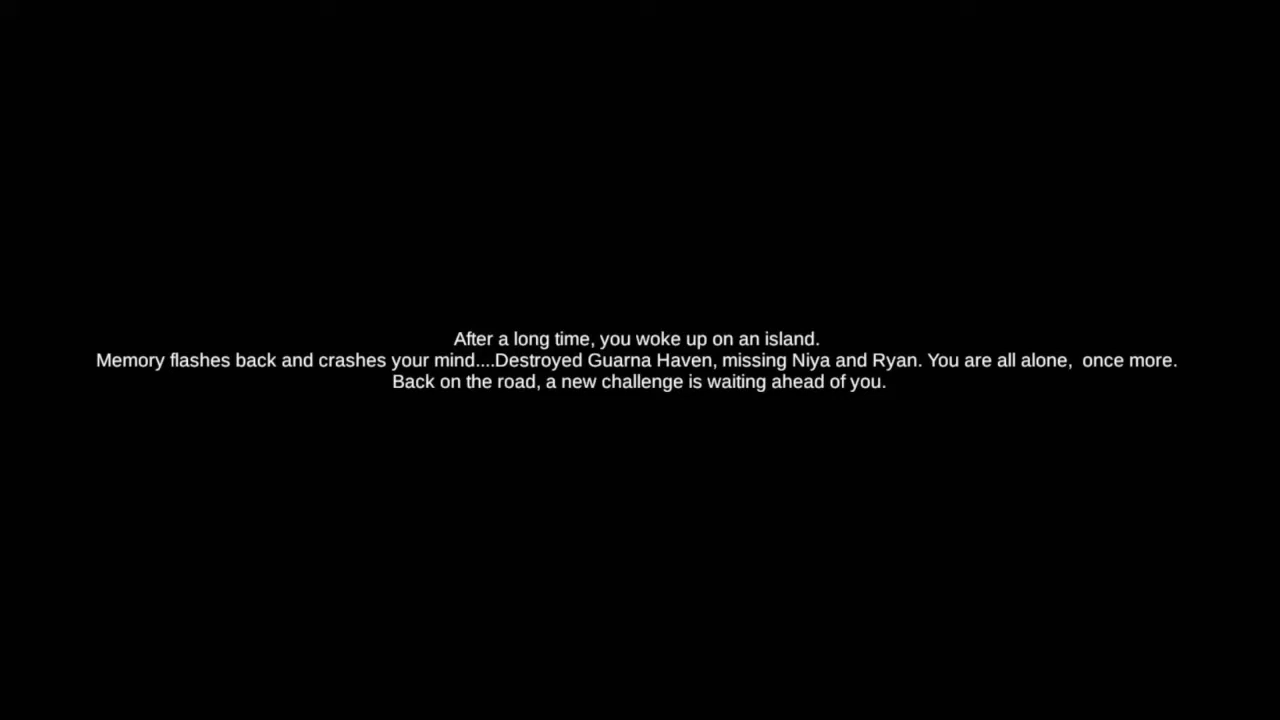 After a long time, you woke up on an island.
Memory flashes back and crashes your mind....Destroyed Guarna Haven, missing Niya and Ryan. You are all alone,  once more.
Back on the road, a new challenge is waiting ahead of you.